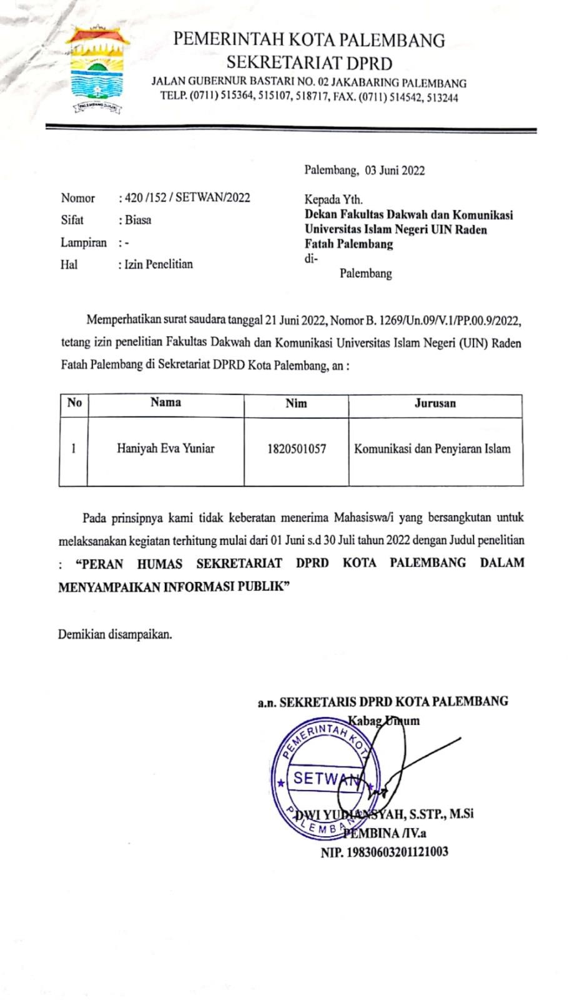 PEMERINTAH KOTA PALEMBANG
SEKRETARIAT DPRD
JALAN GUBERNUR BASTARI NO. 02 JAKABARING PALEMBANG
TELP. (0711) 515364, 515107, 518717, FAX. (0711) 514542, 513244
PALEMBANG DJAJA
Palembang, 03 Juni 2022
Nomor : 420 /152 / SETWAN/2022
Sifat : Biasa
Lampiran : -
Hal : Izin Penelitian
Kepada Yth.
Dekan Fakultas Dakwah dan Komunikasi
Universitas Islam Negeri UIN Raden
Fatah Palembang
di-
Palembang
Memperhatikan surat saudara tanggal 21 Juni 2022, Nomor B. 1269/Un.09/V.1/PP.00.9/2022,
tetang izin penelitian Fakultas Dakwah dan Komunikasi Universitas Islam Negeri (UIN) Raden
Fatah Palembang di Sekretariat DPRD Kota Palembang, an :
No Nama Nim Jurusan
1 Haniyah Eva Yuniar 1820501057 Komunikasi dan Penyiaran Islam
Pada prinsipnya kami tidak keberatan menerima Mahasiswa/i yang bersangkutan untuk
melaksanakan kegiatan terhitung mulai dari 01 Juni s.d 30 Juli tahun 2022 dengan Judul penelitian
: “PERAN HUMAS SEKRETARIAT DPRD KOTA PALEMBANG DALAM
MENYAMPAIKAN INFORMASI PUBLIK”
Demikian disampaikan.
a.n. SEKRETARIS DPRD KOTA PALEMBANG
Kabag Umum
PEMERINTAH KOTA
SETWAN
PALEMBANG
DWI YUDIANSYAH, S.STP., M.Si
PEMBINA /IV.a
NIP. 19830603201121003